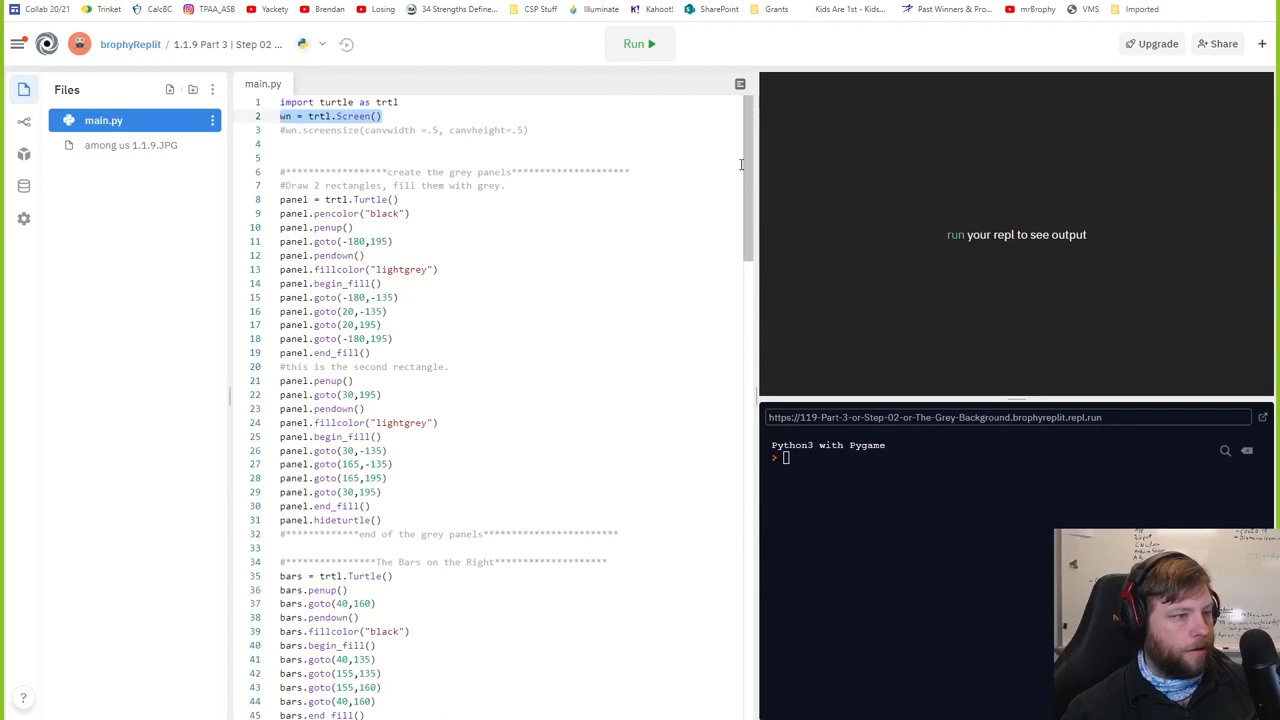 Collab 20/21 Trinket CalcBC TPAA_ASB Yackety Brendan Losing 34 Strengths Define... CSP Stuff Illuminate Kahoot! SharePoint Grants Kids Are 1st - Kids... Past Winners & Pro... mrBrophy VMS Imported
brophyReplit / 1.1.9 Part 3 | Step 02 ...
Run
Upgrade
Share
Files
main.py
among us 1.1.9.JPG
main.py
1 import turtle as trtl
2 wn = trtl.Screen()
3 #wn.screensize(canvwidth =.5, canvheight=.5)
4
5
6 #******************create the grey panels*********************
7 #Draw 2 rectangles, fill them with grey.
8 panel = trtl.Turtle()
9 panel.pencolor("black")
10 panel.penup()
11 panel.goto(-180,195)
12 panel.pendown()
13 panel.fillcolor("lightgrey")
14 panel.begin_fill()
15 panel.goto(-180,-135)
16 panel.goto(20,-135)
17 panel.goto(20,195)
18 panel.goto(-180,195)
19 panel.end_fill()
20 #this is the second rectangle.
21 panel.penup()
22 panel.goto(30,195)
23 panel.pendown()
24 panel.fillcolor("lightgrey")
25 panel.begin_fill()
26 panel.goto(30,-135)
27 panel.goto(165,-135)
28 panel.goto(165,195)
29 panel.goto(30,195)
30 panel.end_fill()
31 panel.hideturtle()
32 #*************end of the grey panels************************
33
34 #****************The Bars on the Right********************
35 bars = trtl.Turtle()
36 bars.penup()
37 bars.goto(40,160)
38 bars.pendown()
39 bars.fillcolor("black")
40 bars.begin_fill()
41 bars.goto(40,135)
42 bars.goto(155,135)
43 bars.goto(155,160)
44 bars.goto(40,160)
45 bars.end_fill()
run your repl to see output
https://119-Part-3-or-Step-02-or-The-Grey-Background.brophyreplit.repl.run
Python3 with Pygame
>
?